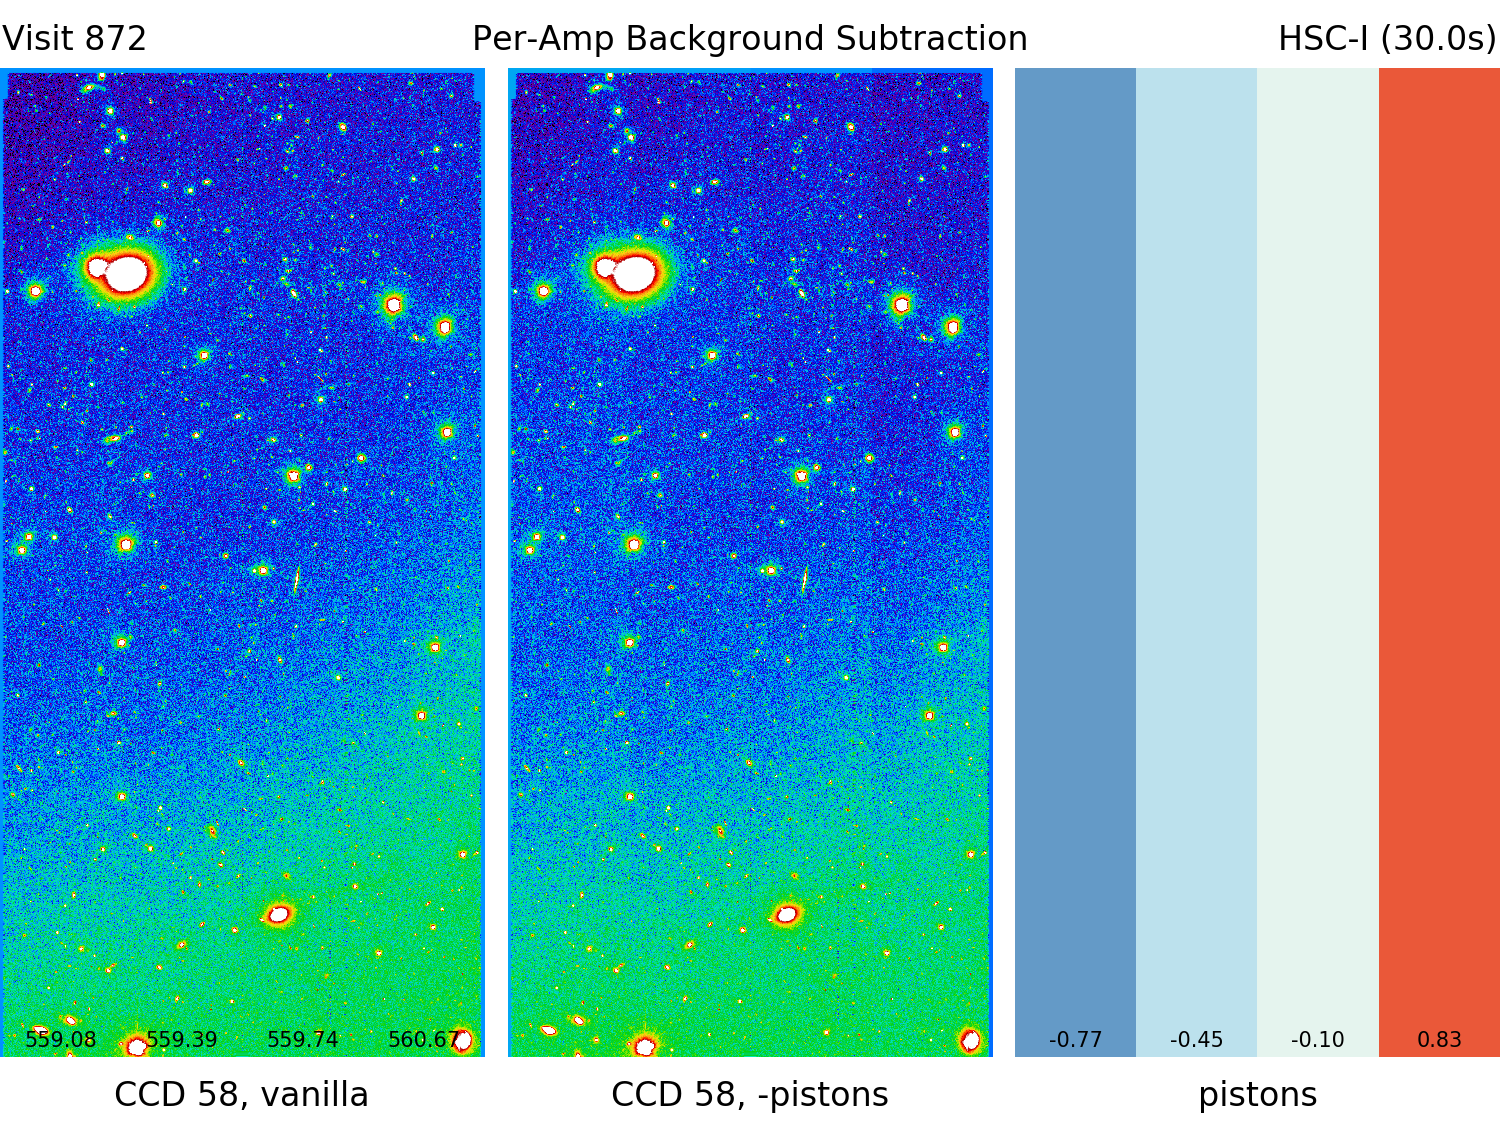 Visit 872 Per-Amp Background Subtraction HSC-I (30.0s)
559.08 559.39 559.74 560.67 -0.77 -0.45 -0.10 0.83
CCD 58, vanilla CCD 58, -pistons pistons